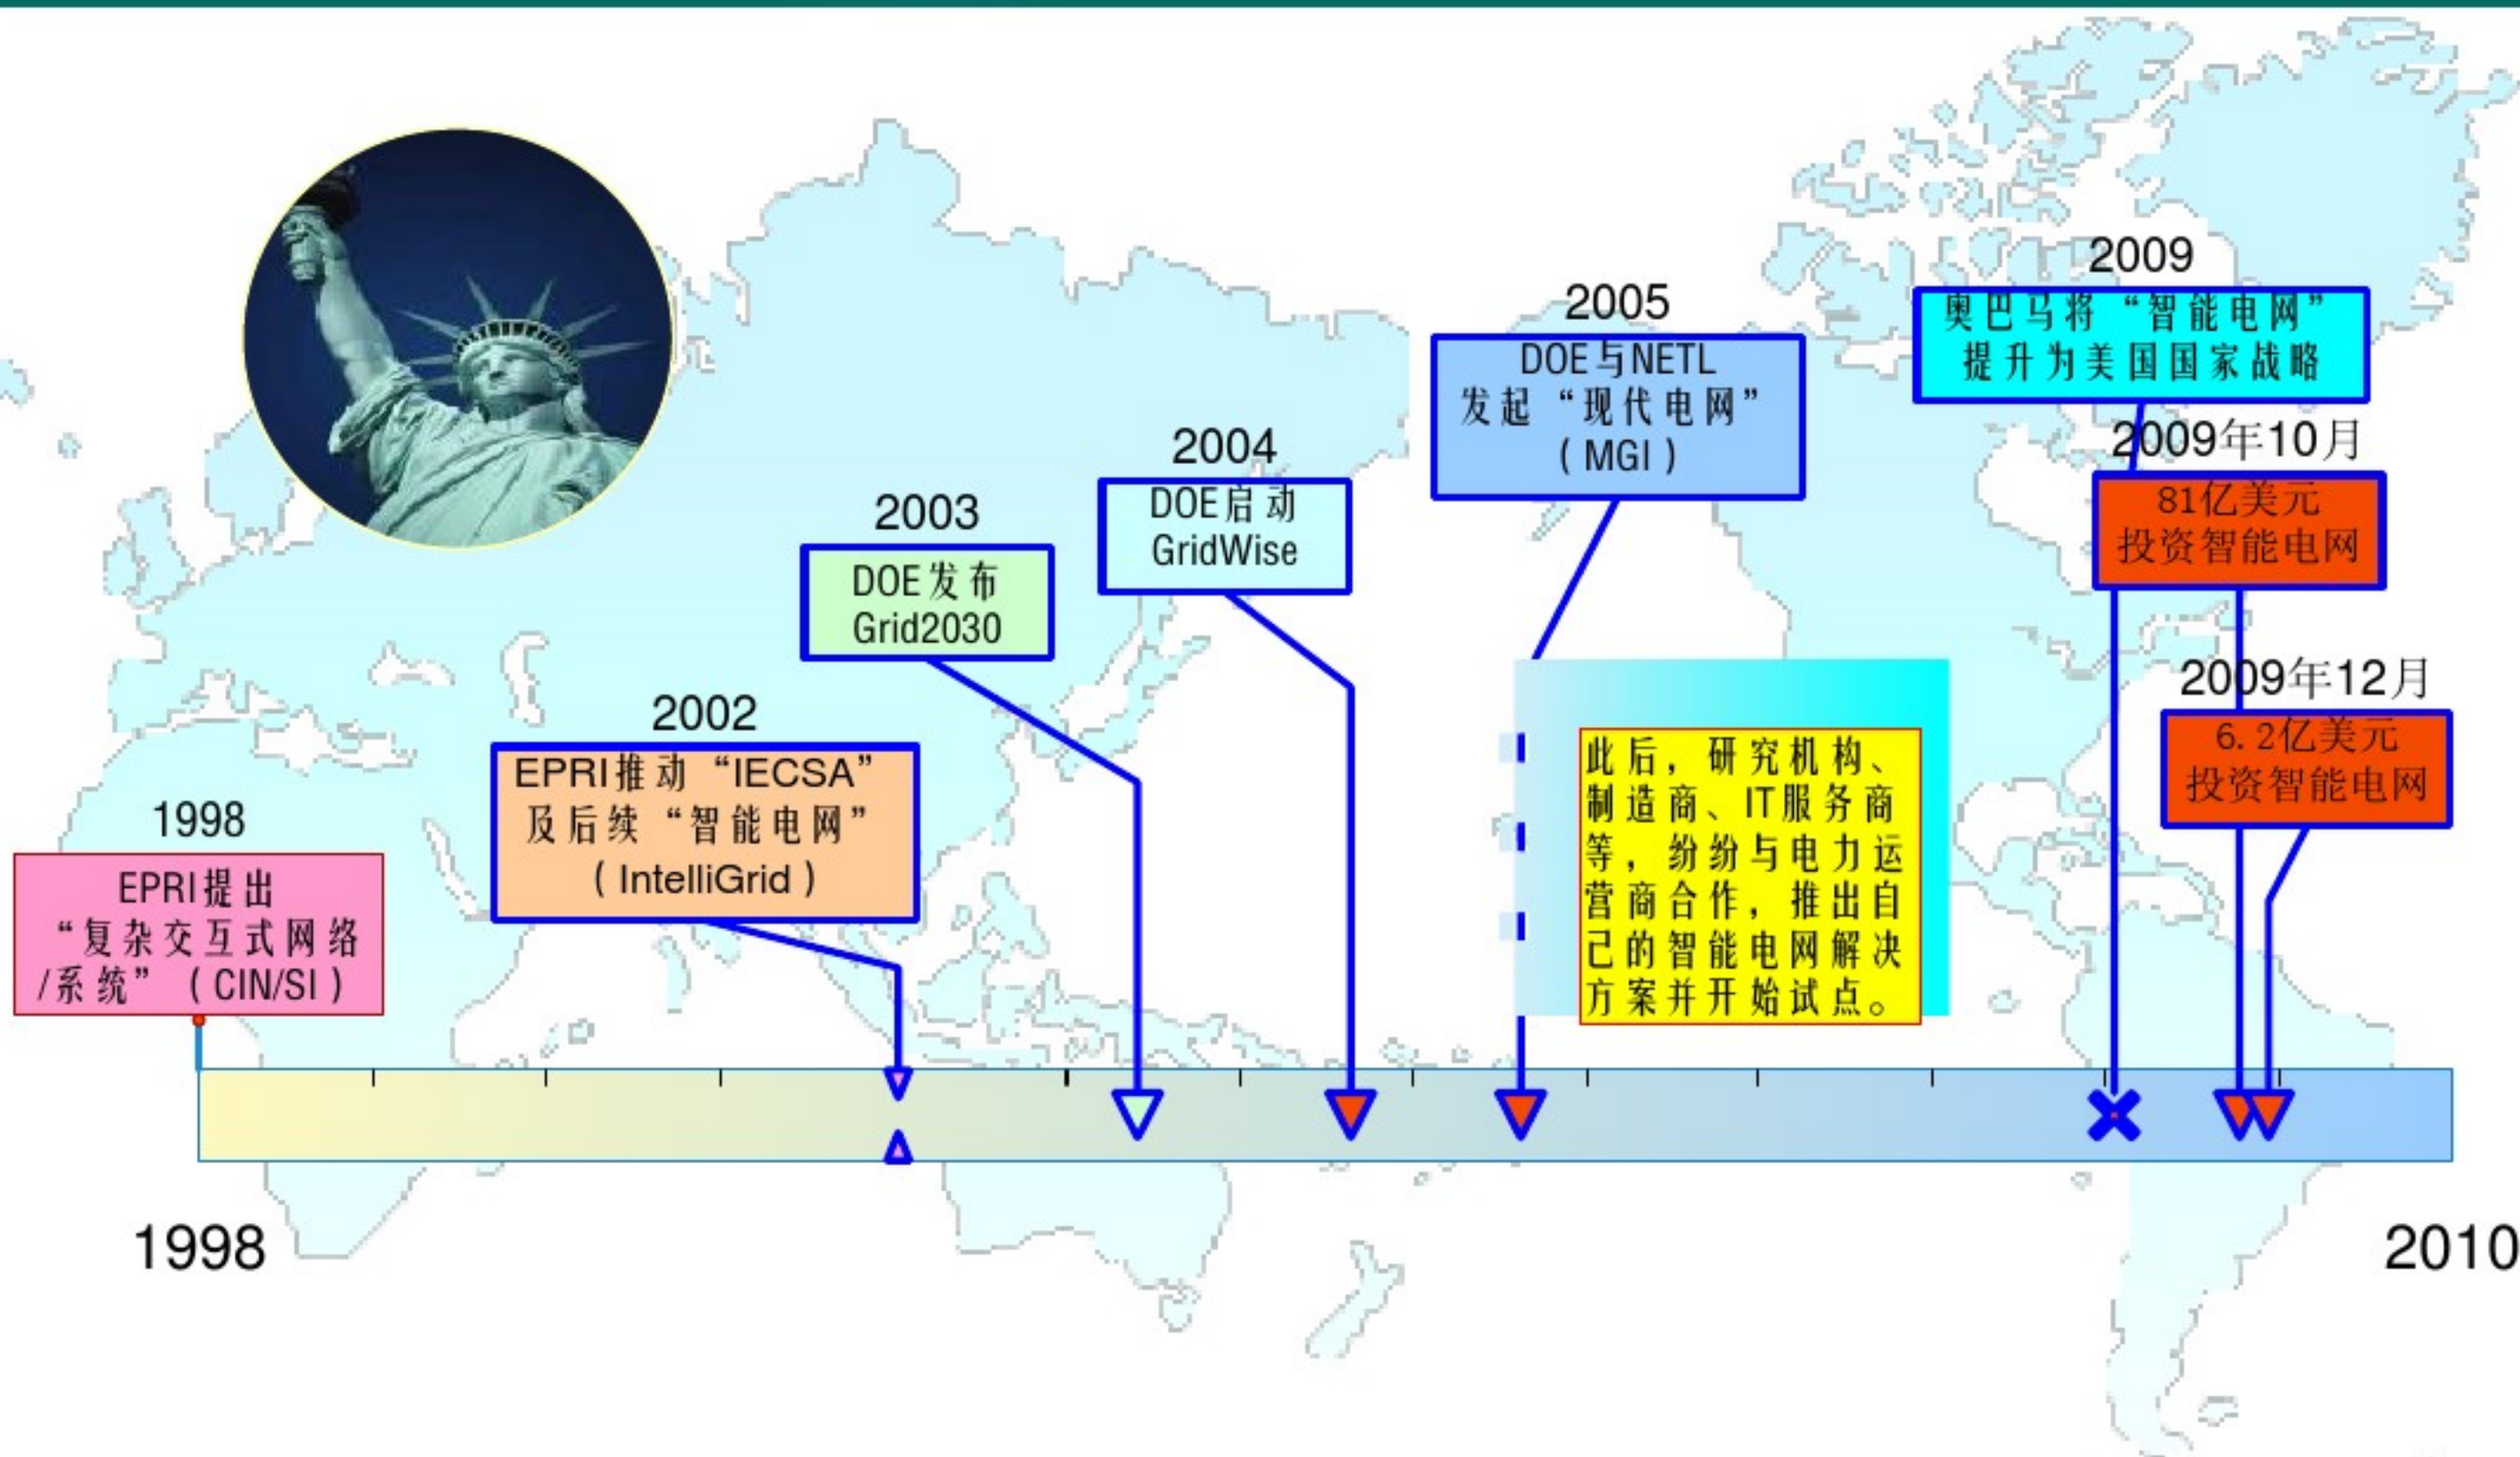 1998
EPRI提出
“复杂交互式网络
/系统”（CIN/SI）
2002
EPRI推动“IECSA”
及后续“智能电网”
（IntelliGrid）
2003
DOE发布
Grid2030
2004
DOE启动
GridWise
2005
DOE与NETL
发起“现代电网”
（MGI）
此后，研究机构、
制造商、IT服务商
等，纷纷与电力运
营商合作，推出自
己的智能电网解决
方案并开始试点。
2009
奥巴马将“智能电网”
提升为美国国家战略
2009年10月
81亿美元
投资智能电网
2009年12月
6.2亿美元
投资智能电网
1998
2010